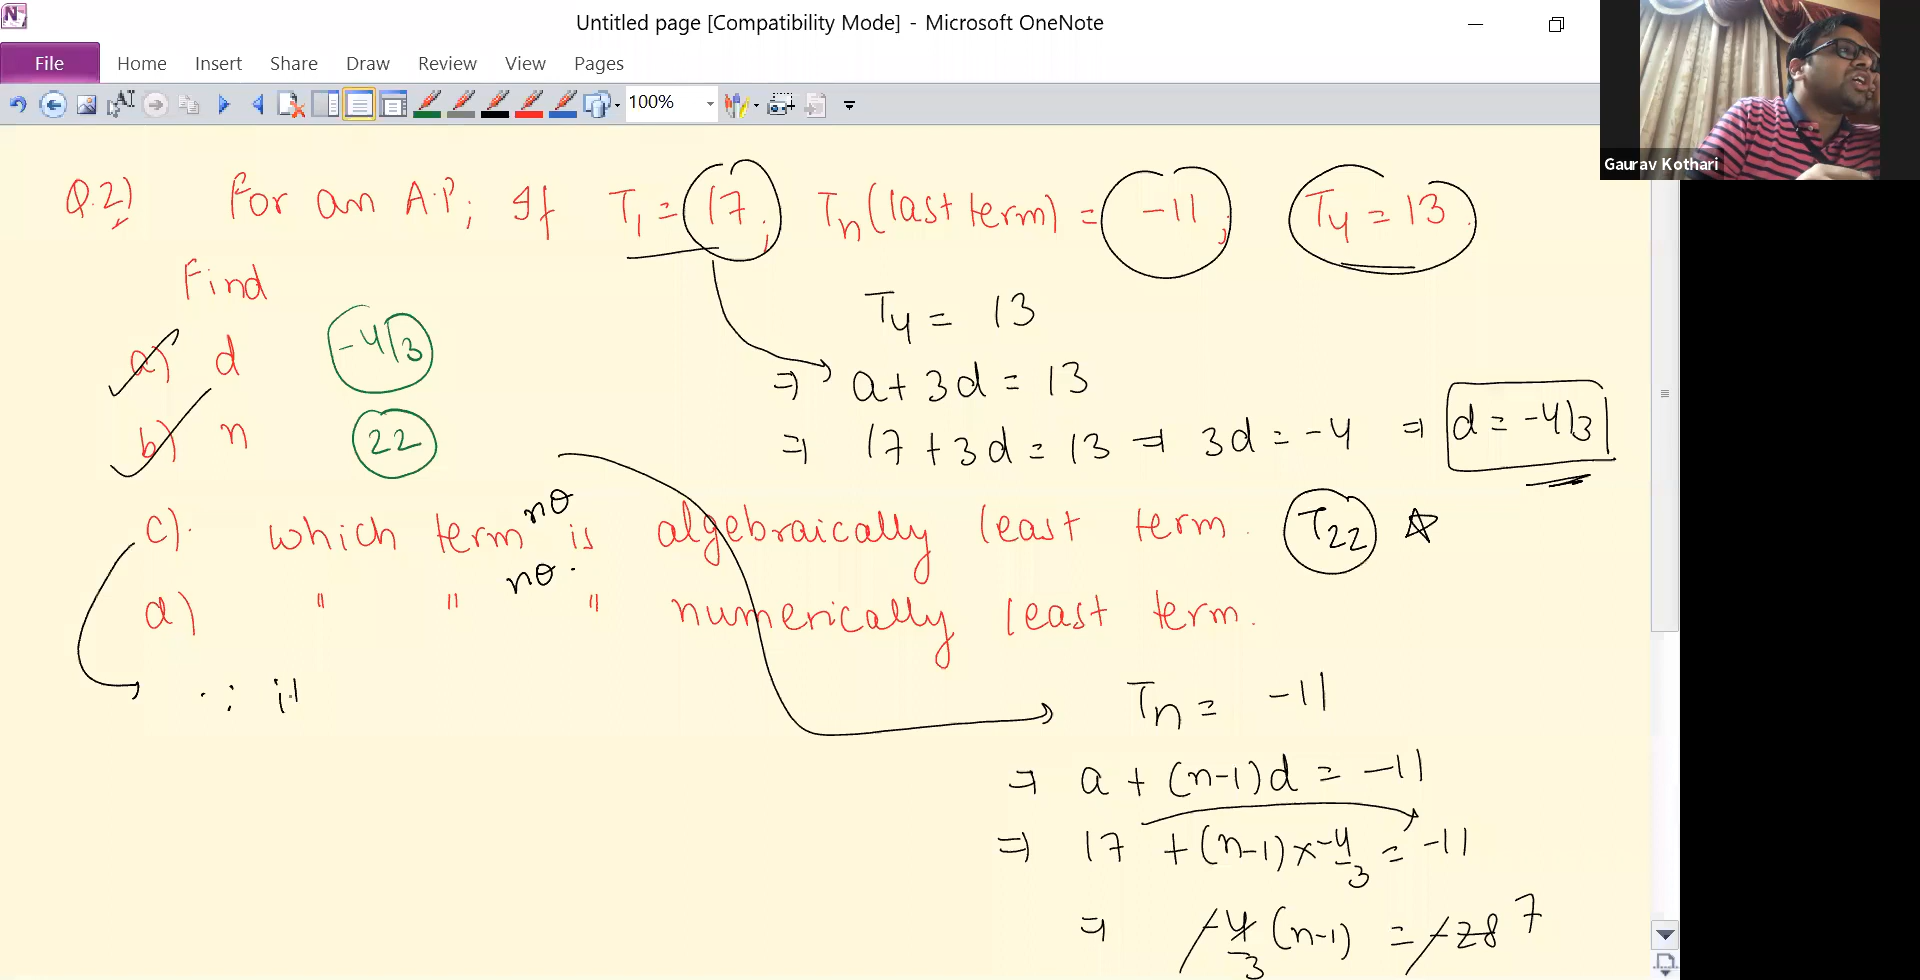 Untitled page [Compatibility Mode] - Microsoft OneNote
File Home Insert Share Draw Review View Pages
100%
Gaurav Kothari
Q.2) For an A.P; If T1 = 17, Tn(last term) = -11, T4 = 13.
Find
a) d -4/3
b) n 22
T4 = 13
⇒ a + 3d = 13
⇒ 17 + 3d = 13 ⇒ 3d = -4 ⇒ d = -4/3
c). which term no is algebraically least term. T22 ☆
d) " " no. " numerically least term.
Tn = -11
⇒ a + (n-1)d = -11
⇒ 17 + (n-1) × -4/3 = -11
⇒ -4/3 (n-1) = -28 7